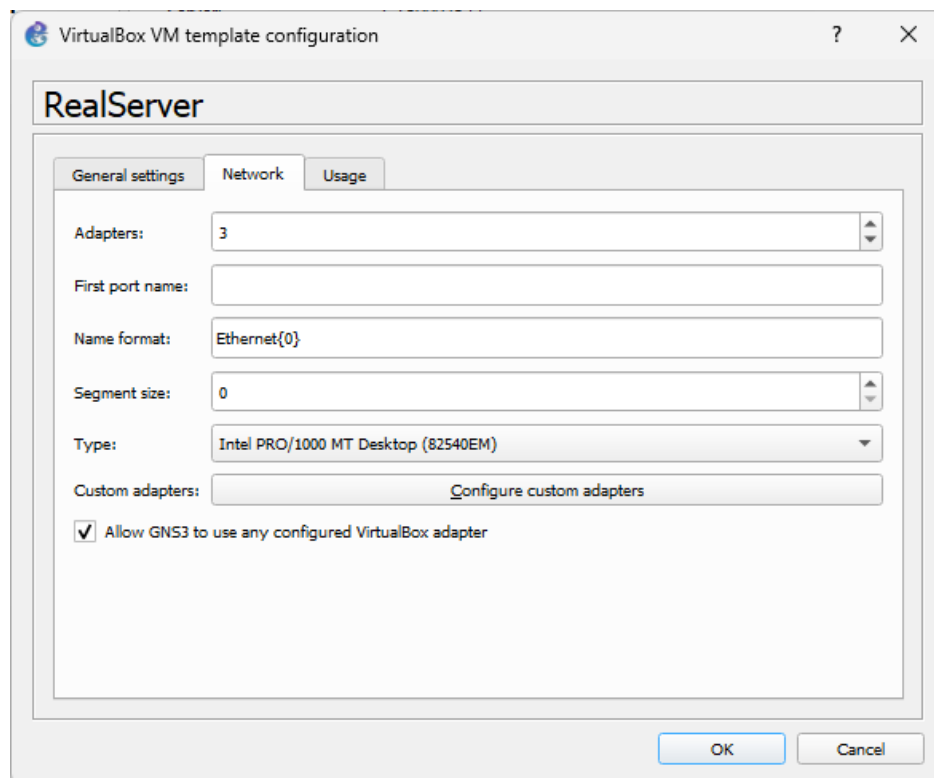 VirtualBox VM template configuration ? ×
RealServer
General settings Network Usage
Adapters: 3
First port name:
Name format: Ethernet{0}
Segment size: 0
Type: Intel PRO/1000 MT Desktop (82540EM)
Custom adapters: Configure custom adapters
Allow GNS3 to use any configured VirtualBox adapter
OK Cancel